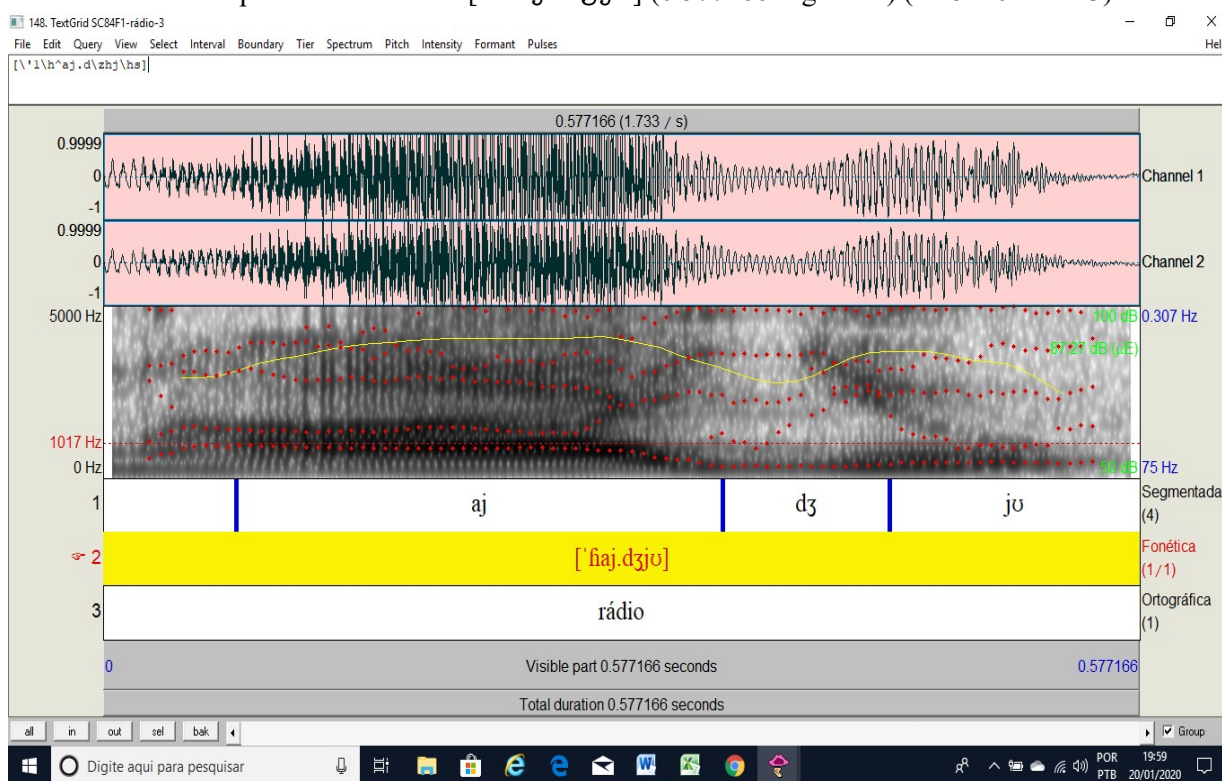 148. TextGrid SC84F1-rádio-3
File Edit Query View Select Interval Boundary Tier Spectrum Pitch Intensity Formant Pulses Hel
[\'1\h^aj.d\zhj\hs]
0.577166 (1.733 / s)
0.9999
0
-1
Channel 1
0.9999
0
-1
Channel 2
5000 Hz
100 dB
0.307 Hz
87.27 dB (µE)
1017 Hz
0 Hz
50 dB
75 Hz
1
aj
dʒ
jʊ
Segmentada
(4)
2
[ˈɦaj.dʒjʊ]
Fonética
(1/1)
3
rádio
Ortográfica
(1)
0
Visible part 0.577166 seconds
0.577166
Total duration 0.577166 seconds
all in out sel bak Group
Digite aqui para pesquisar
POR
PTB
19:59
20/01/2020